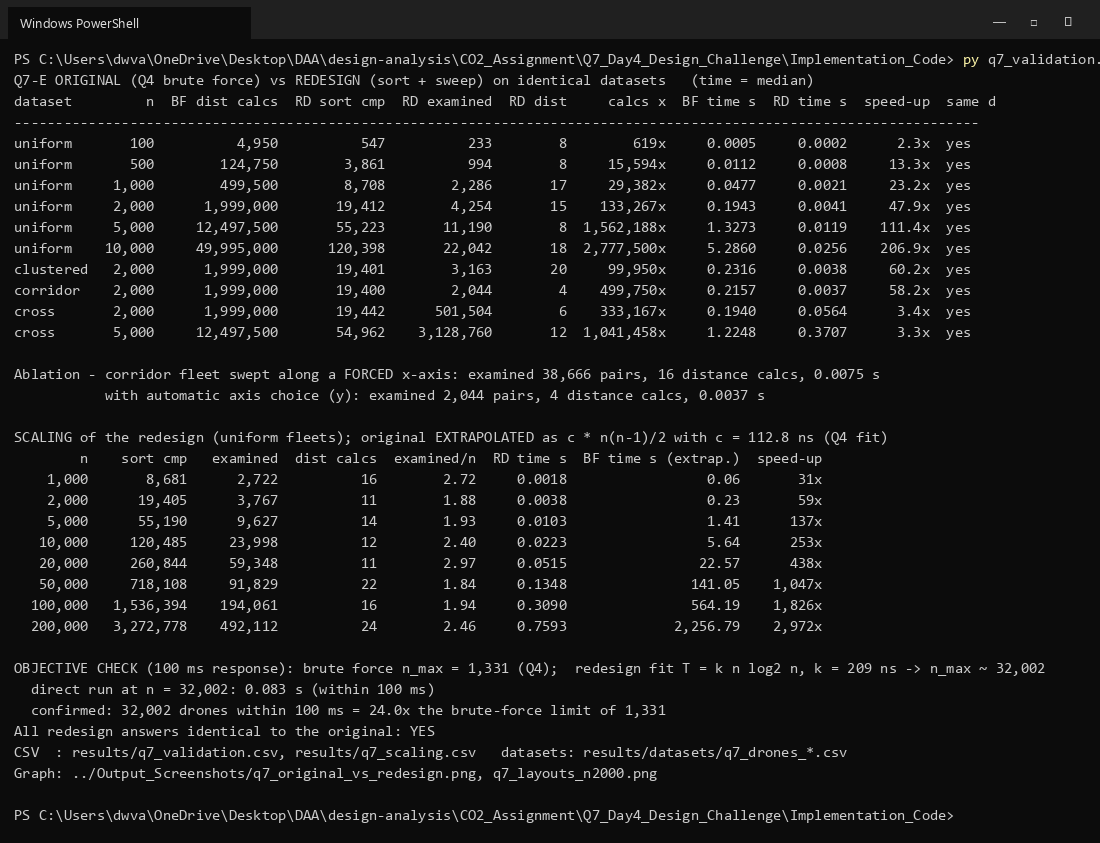 Windows PowerShell
PS C:\Users\dwva\OneDrive\Desktop\DAA\design-analysis\CO2_Assignment\Q7_Day4_Design_Challenge\Implementation_Code> py q7_validation.
Q7-E ORIGINAL (Q4 brute force) vs REDESIGN (sort + sweep) on identical datasets   (time = median)
dataset         n  BF dist calcs  RD sort cmp  RD examined  RD dist     calcs x  BF time s  RD time s  speed-up  same d
---------------------------------------------------------------------------------------------------------------------
uniform       100          4,950          547          233        8        619x     0.0005     0.0002      2.3x  yes
uniform       500        124,750        3,861          994        8     15,594x     0.0112     0.0008     13.3x  yes
uniform     1,000        499,500        8,708        2,286       17     29,382x     0.0477     0.0021     23.2x  yes
uniform     2,000      1,999,000       19,412        4,254       15    133,267x     0.1943     0.0041     47.9x  yes
uniform     5,000     12,497,500       55,223       11,190        8  1,562,188x     1.3273     0.0119    111.4x  yes
uniform    10,000     49,995,000      120,398       22,042       18  2,777,500x     5.2860     0.0256    206.9x  yes
clustered   2,000      1,999,000       19,401        3,163       20     99,950x     0.2316     0.0038     60.2x  yes
corridor    2,000      1,999,000       19,400        2,044        4    499,750x     0.2157     0.0037     58.2x  yes
cross       2,000      1,999,000       19,442      501,504        6    333,167x     0.1940     0.0564      3.4x  yes
cross       5,000     12,497,500       54,962    3,128,760       12  1,041,458x     1.2248     0.3707      3.3x  yes
Ablation - corridor fleet swept along a FORCED x-axis: examined 38,666 pairs, 16 distance calcs, 0.0075 s
           with automatic axis choice (y): examined 2,044 pairs, 4 distance calcs, 0.0037 s
SCALING of the redesign (uniform fleets); original EXTRAPOLATED as c * n(n-1)/2 with c = 112.8 ns (Q4 fit)
        n    sort cmp   examined  dist calcs  examined/n  RD time s  BF time s (extrap.)  speed-up
    1,000       8,681      2,722          16        2.72     0.0018                 0.06       31x
    2,000      19,405      3,767          11        1.88     0.0038                 0.23       59x
    5,000      55,190      9,627          14        1.93     0.0103                 1.41      137x
   10,000     120,485     23,998          12        2.40     0.0223                 5.64      253x
   20,000     260,844     59,348          11        2.97     0.0515                22.57      438x
   50,000     718,108     91,829          22        1.84     0.1348               141.05    1,047x
  100,000   1,536,394    194,061          16        1.94     0.3090               564.19    1,826x
  200,000   3,272,778    492,112          24        2.46     0.7593             2,256.79    2,972x
OBJECTIVE CHECK (100 ms response): brute force n_max = 1,331 (Q4);  redesign fit T = k n log2 n, k = 209 ns -> n_max ~ 32,002
  direct run at n = 32,002: 0.083 s (within 100 ms)
  confirmed: 32,002 drones within 100 ms = 24.0x the brute-force limit of 1,331
All redesign answers identical to the original: YES
CSV  : results/q7_validation.csv, results/q7_scaling.csv   datasets: results/datasets/q7_drones_*.csv
Graph: ../Output_Screenshots/q7_original_vs_redesign.png, q7_layouts_n2000.png
PS C:\Users\dwva\OneDrive\Desktop\DAA\design-analysis\CO2_Assignment\Q7_Day4_Design_Challenge\Implementation_Code>